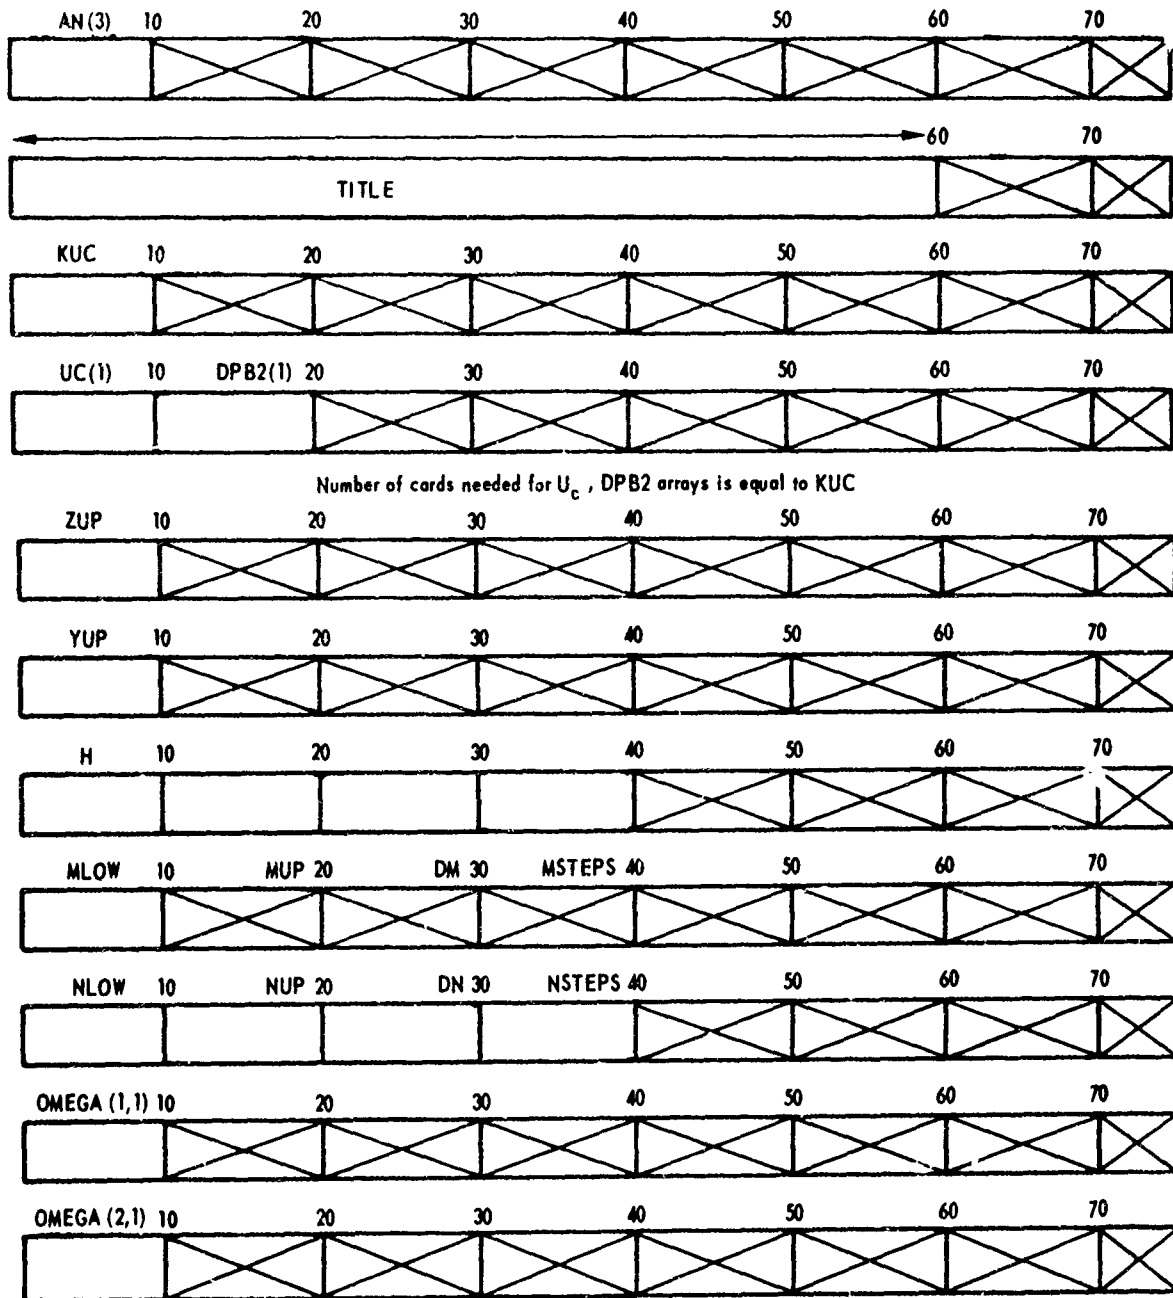 AN(3) 10 20 30 40 50 60 70
60 70
TITLE
KUC 10 20 30 40 50 60 70
UC(1) 10 DPB2(1) 20 30 40 50 60 70
Number of cards needed for Uc , DPB2 arrays is equal to KUC
ZUP 10 20 30 40 50 60 70
YUP 10 20 30 40 50 60 70
H 10 20 30 40 50 60 70
MLOW 10 MUP 20 DM 30 MSTEPS 40 50 60 70
NLOW 10 NUP 20 DN 30 NSTEPS 40 50 60 70
OMEGA (1,1) 10 20 30 40 50 60 70
OMEGA (2,1) 10 20 30 40 50 60 70